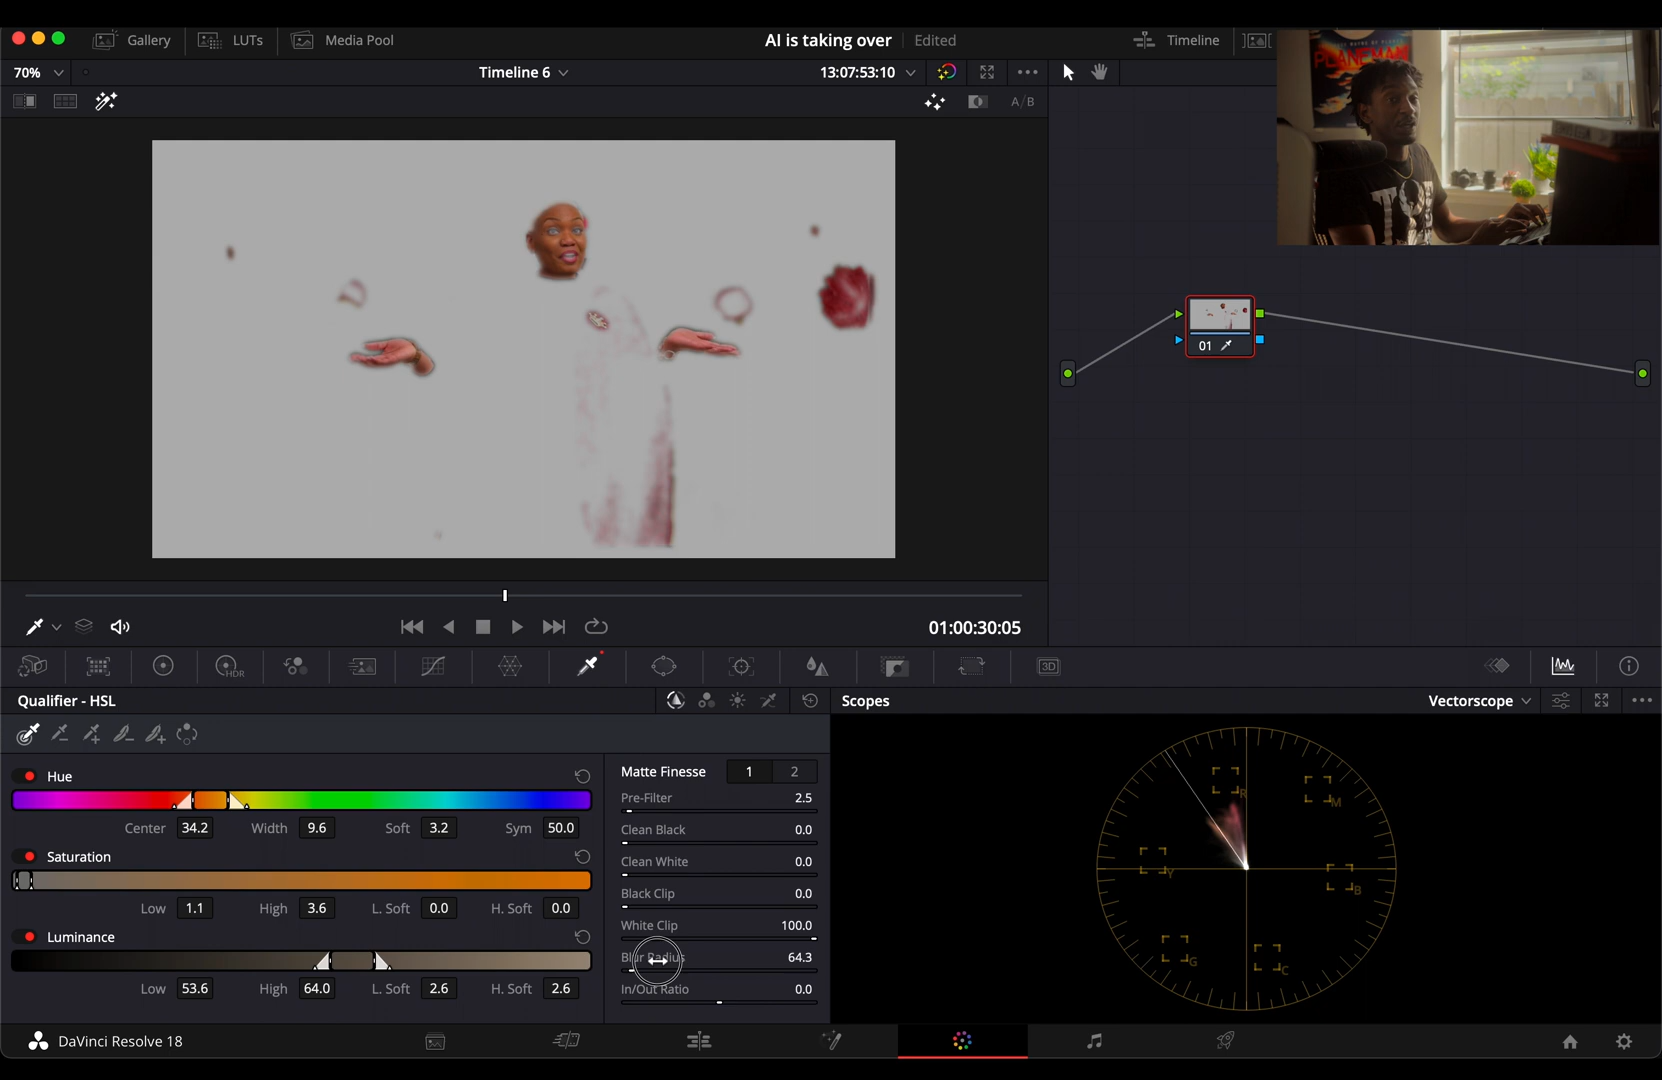 Gallery LUTs Media Pool AI is taking over Edited Timeline
70% Timeline 6 13:07:53:10
A/B
PLANEMAN
01
01:00:30:05
HDR 3D
Qualifier - HSL Scopes Vectorscope
Hue Matte Finesse 1 2
Pre-Filter 2.5
Center 34.2 Width 9.6 Soft 3.2 Sym 50.0 Clean Black 0.0
Saturation Clean White 0.0
Black Clip 0.0
Low 1.1 High 3.6 L. Soft 0.0 H. Soft 0.0
White Clip 100.0
Luminance
Blur Radius 64.3
Low 53.6 High 64.0 L. Soft 2.6 H. Soft 2.6 In/Out Ratio 0.0
R M
Y B
G C
DaVinci Resolve 18